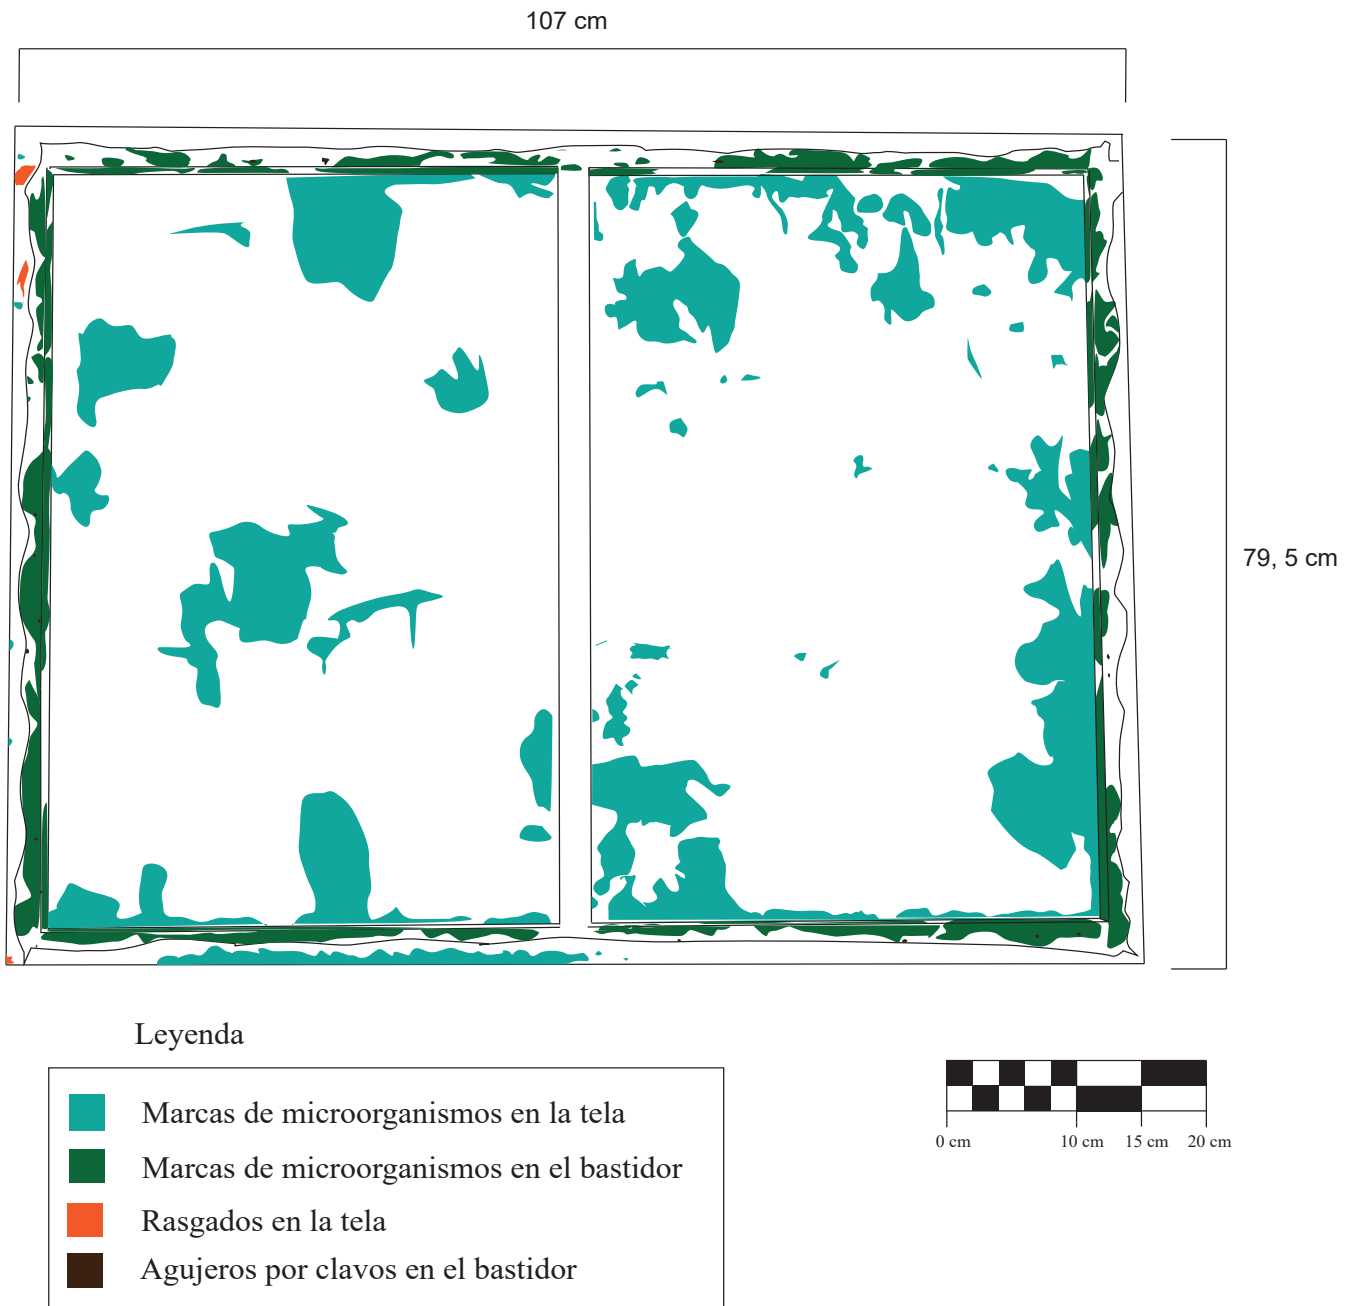 107 cm
79, 5 cm
Leyenda
Marcas de microorganismos en la tela
Marcas de microorganismos en el bastidor
Rasgados en la tela
Agujeros por clavos en el bastidor
0 cm 10 cm 15 cm 20 cm